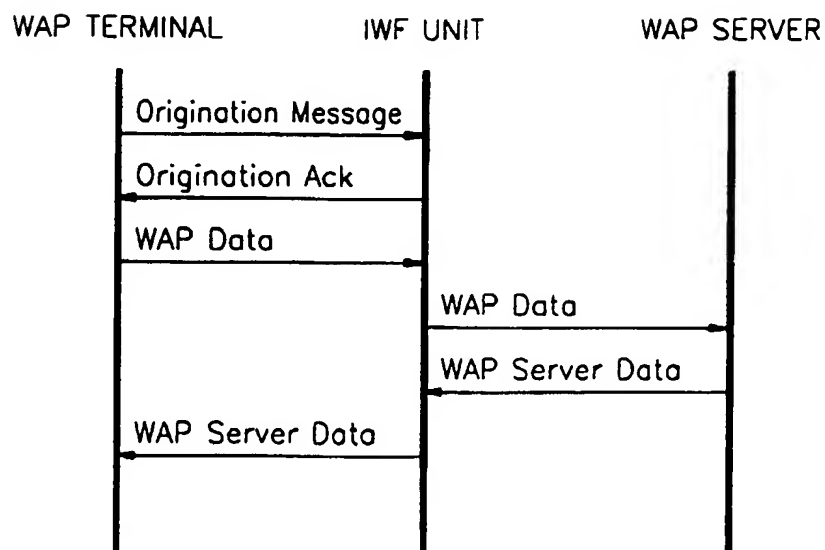 WAP TERMINAL IWF UNIT WAP SERVER
Origination Message
Origination Ack
WAP Data
WAP Data
WAP Server Data
WAP Server Data